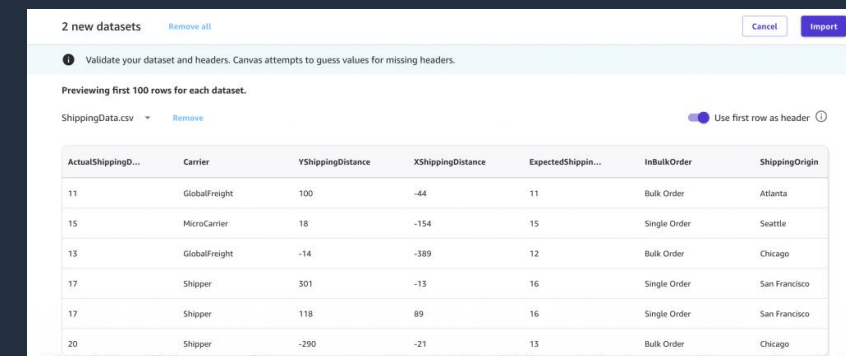 2 new datasets Remove all Cancel Import
Validate your dataset and headers. Canvas attempts to guess values for missing headers.
Previewing first 100 rows for each dataset.
ShippingData.csv Remove Use first row as header
ActualShippingD... Carrier YShippingDistance XShippingDistance ExpectedShippin... InBulkOrder ShippingOrigin
11 GlobalFreight 100 -44 11 Bulk Order Atlanta
15 MicroCarrier 18 -154 15 Single Order Seattle
13 GlobalFreight -14 -389 12 Bulk Order Chicago
17 Shipper 301 -13 16 Single Order San Francisco
17 Shipper 118 89 16 Single Order San Francisco
20 Shipper -290 -21 13 Bulk Order Chicago